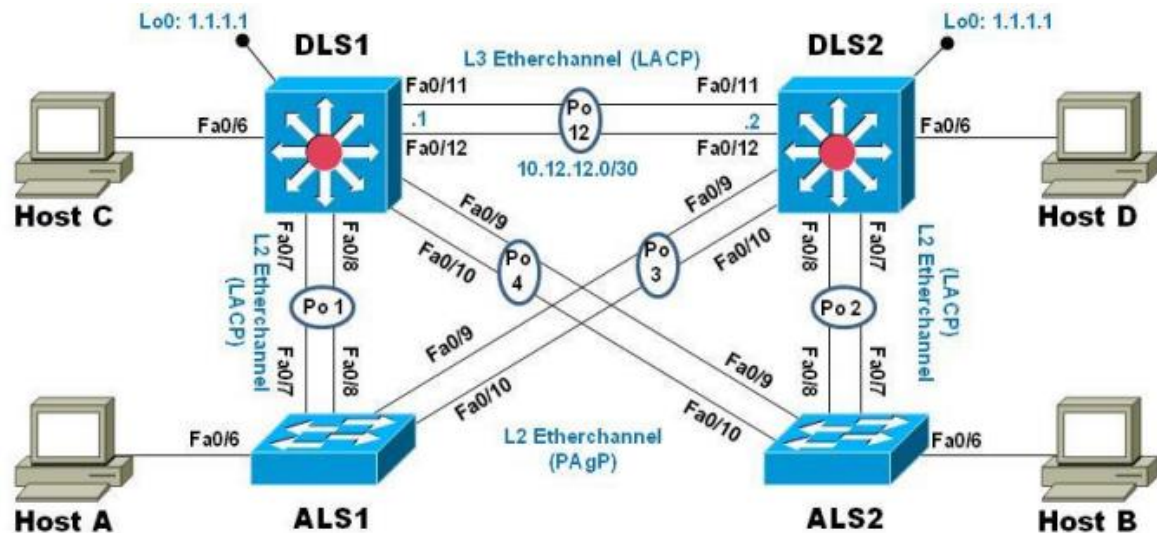 Lo0: 1.1.1.1
Lo0: 1.1.1.1
DLS1
DLS2
L3 Etherchannel (LACP)
Fa0/11
Fa0/11
Fa0/6
.1
Po
12
.2
Fa0/6
Fa0/12
Fa0/12
10.12.12.0/30
Host C
Host D
Fa0/9
Fa0/9
Fa0/10
Fa0/10
Fa0/7
Fa0/8
Fa0/8
Fa0/7
L2 Etherchannel
(LACP)
Po
4
Po
3
(LACP)
L2 Etherchannel
Po 1
Po 2
Fa0/7
Fa0/8
Fa0/9
Fa0/10
Fa0/9
Fa0/10
Fa0/8
Fa0/7
Fa0/6
L2 Etherchannel
(PAgP)
Fa0/6
Host A
ALS1
ALS2
Host B